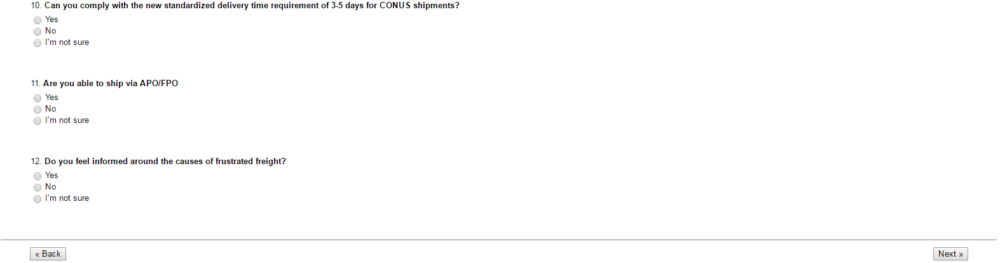 10. Can you comply with the new standardized delivery time requirement of 3-5 days for CONUS shipments?
Yes
No
I'm not sure
11. Are you able to ship via APO/FPO
Yes
No
I'm not sure
12. Do you feel informed around the causes of frustrated freight?
Yes
No
I'm not sure
« Back
Next »